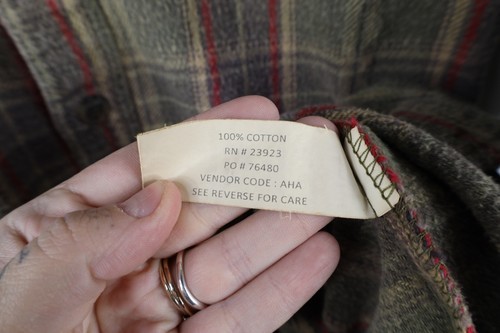 100% COTTON
RN # 23923
PO # 76480
VENDOR CODE : AHA
SEE REVERSE FOR CARE